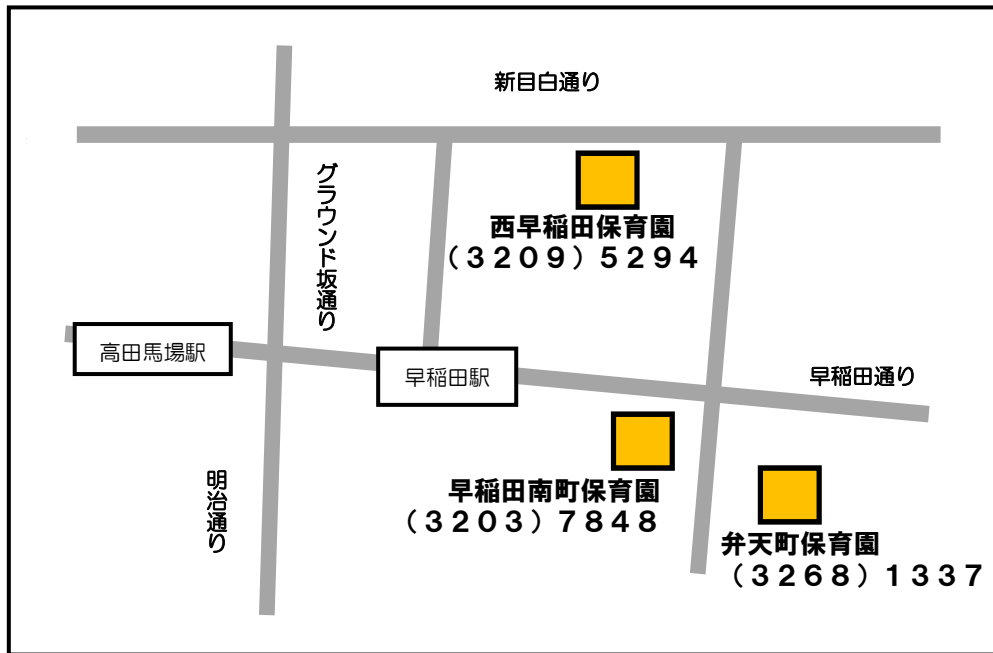 新目白通り
グラウンド坂通り
西早稲田保育園
（３２０９）５２９４
高田馬場駅
早稲田駅
早稲田通り
明治通り
早稲田南町保育園
（３２０３）７８４８
弁天町保育園
（３２６８）１３３７